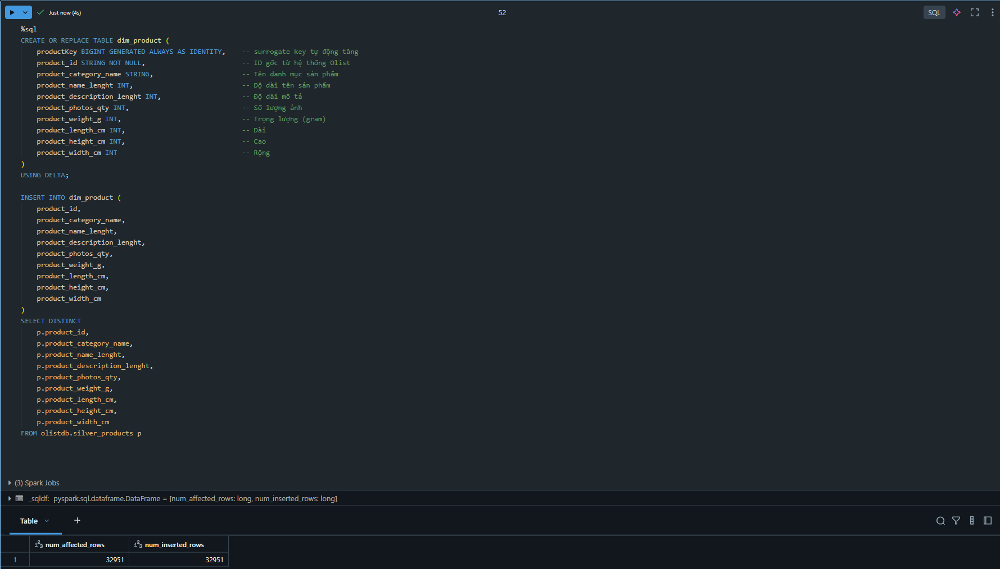 Just now (4s)
52
SQL
%sql
CREATE OR REPLACE TABLE dim_product (
productKey BIGINT GENERATED ALWAYS AS IDENTITY, -- surrogate key tự động tăng
product_id STRING NOT NULL, -- ID gốc từ hệ thống Olist
product_category_name STRING, -- Tên danh mục sản phẩm
product_name_lenght INT, -- Độ dài tên sản phẩm
product_description_lenght INT, -- Độ dài mô tả
product_photos_qty INT, -- Số lượng ảnh
product_weight_g INT, -- Trọng lượng (gram)
product_length_cm INT, -- Dài
product_height_cm INT, -- Cao
product_width_cm INT -- Rộng
)
USING DELTA;
INSERT INTO dim_product (
product_id,
product_category_name,
product_name_lenght,
product_description_lenght,
product_photos_qty,
product_weight_g,
product_length_cm,
product_height_cm,
product_width_cm
)
SELECT DISTINCT
p.product_id,
p.product_category_name,
p.product_name_lenght,
p.product_description_lenght,
p.product_photos_qty,
p.product_weight_g,
p.product_length_cm,
p.product_height_cm,
p.product_width_cm
FROM olistdb.silver_products p
(3) Spark Jobs
_sqldf: pyspark.sql.dataframe.DataFrame = [num_affected_rows: long, num_inserted_rows: long]
Table +
123 num_affected_rows 123 num_inserted_rows
1 32951 32951